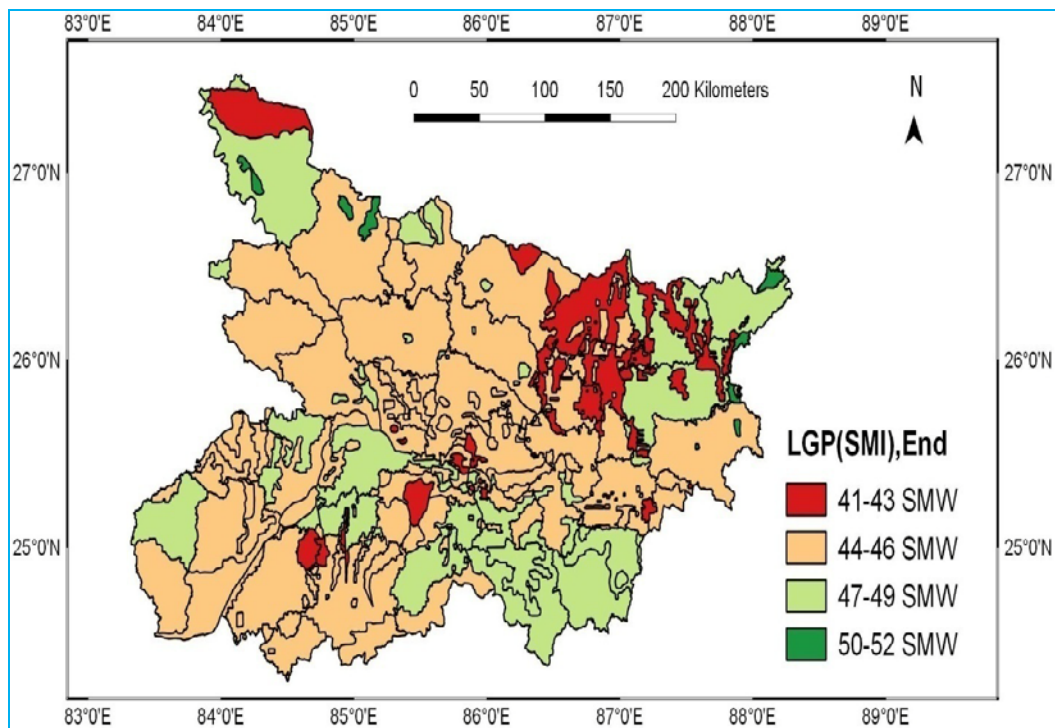 83°0'E 84°0'E 85°0'E 86°0'E 87°0'E 88°0'E 89°0'E
0 50 100 150 200 Kilometers
N
27°0'N 27°0'N
26°0'N 26°0'N
LGP(SMI),End
41-43 SMW
44-46 SMW
25°0'N 25°0'N
47-49 SMW
50-52 SMW
83°0'E 84°0'E 85°0'E 86°0'E 87°0'E 88°0'E 89°0'E